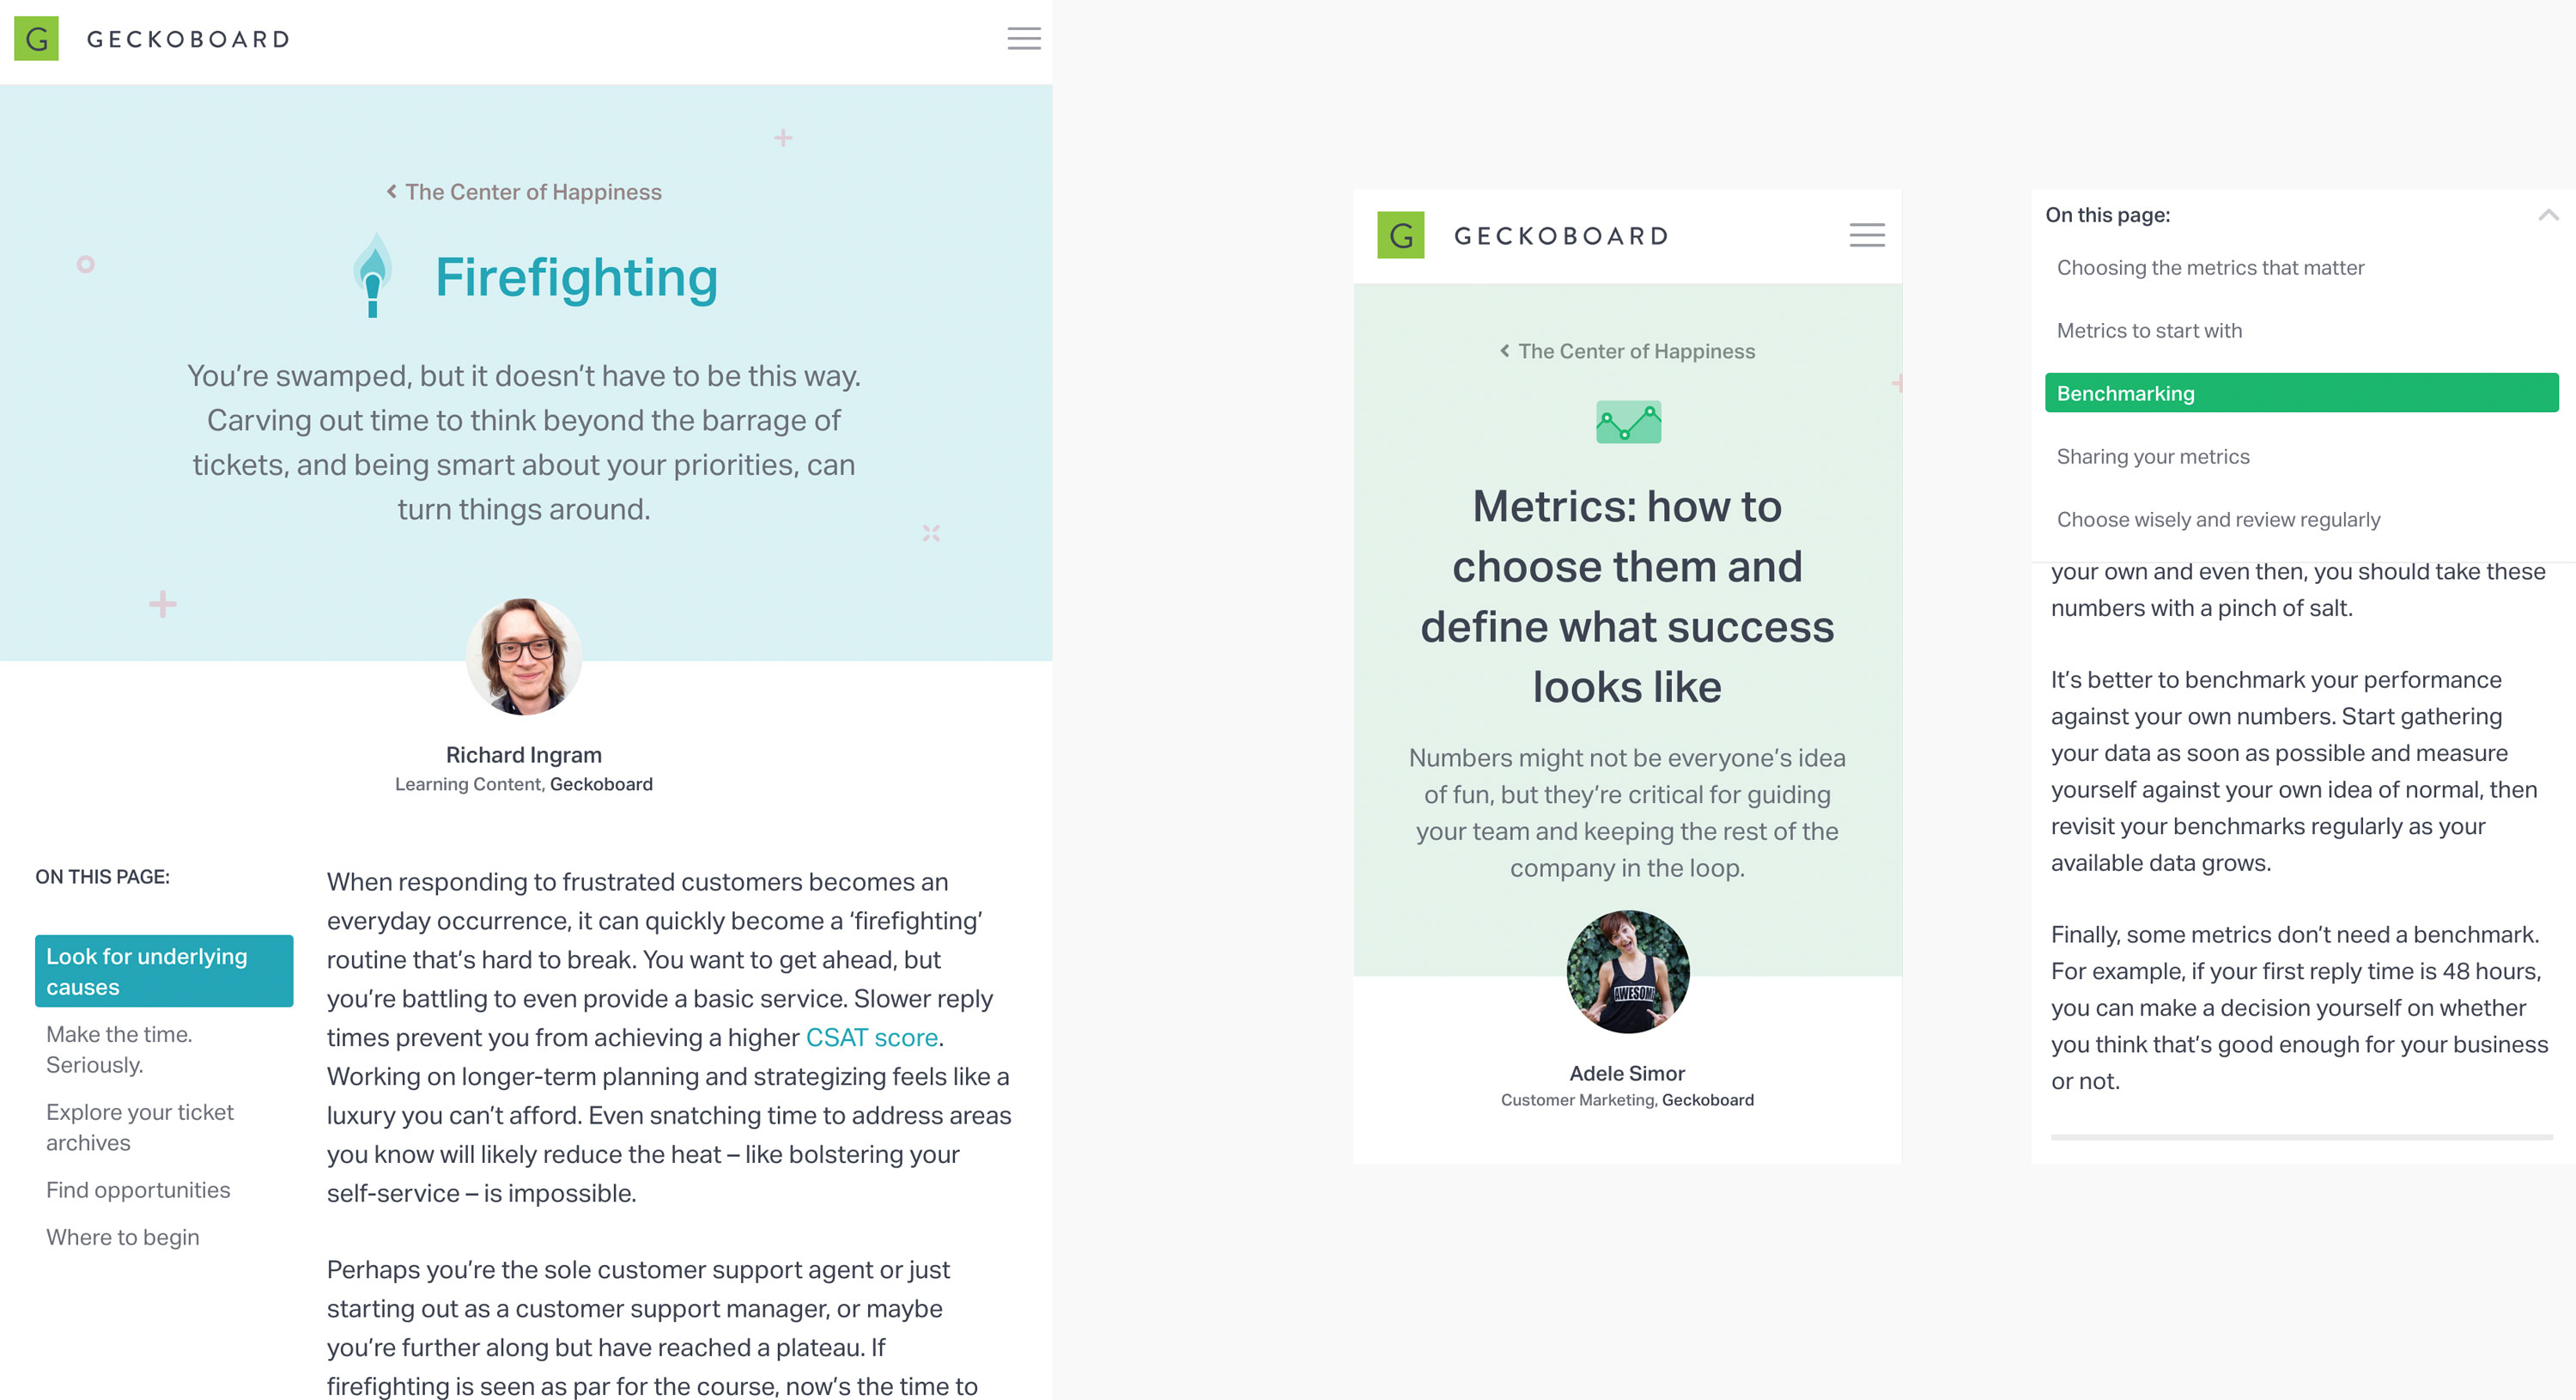 G GECKOBOARD
The Center of Happiness
Firefighting
You’re swamped, but it doesn’t have to be this way.
Carving out time to think beyond the barrage of
tickets, and being smart about your priorities, can
turn things around.
Richard Ingram
Learning Content, Geckoboard
ON THIS PAGE:
Look for underlying
causes
Make the time.
Seriously.
Explore your ticket
archives
Find opportunities
Where to begin
When responding to frustrated customers becomes an
everyday occurrence, it can quickly become a ‘firefighting’
routine that’s hard to break. You want to get ahead, but
you’re battling to even provide a basic service. Slower reply
times prevent you from achieving a higher CSAT score.
Working on longer-term planning and strategizing feels like a
luxury you can’t afford. Even snatching time to address areas
you know will likely reduce the heat – like bolstering your
self-service – is impossible.
Perhaps you’re the sole customer support agent or just
starting out as a customer support manager, or maybe
you’re further along but have reached a plateau. If
firefighting is seen as par for the course, now’s the time to
G GECKOBOARD
The Center of Happiness
Metrics: how to
choose them and
define what success
looks like
Numbers might not be everyone’s idea
of fun, but they’re critical for guiding
your team and keeping the rest of the
company in the loop.
AWESOME
Adele Simor
Customer Marketing, Geckoboard
On this page:
Choosing the metrics that matter
Metrics to start with
Benchmarking
Sharing your metrics
Choose wisely and review regularly
your own and even then, you should take these
numbers with a pinch of salt.
It’s better to benchmark your performance
against your own numbers. Start gathering
your data as soon as possible and measure
yourself against your own idea of normal, then
revisit your benchmarks regularly as your
available data grows.
Finally, some metrics don’t need a benchmark.
For example, if your first reply time is 48 hours,
you can make a decision yourself on whether
you think that’s good enough for your business
or not.